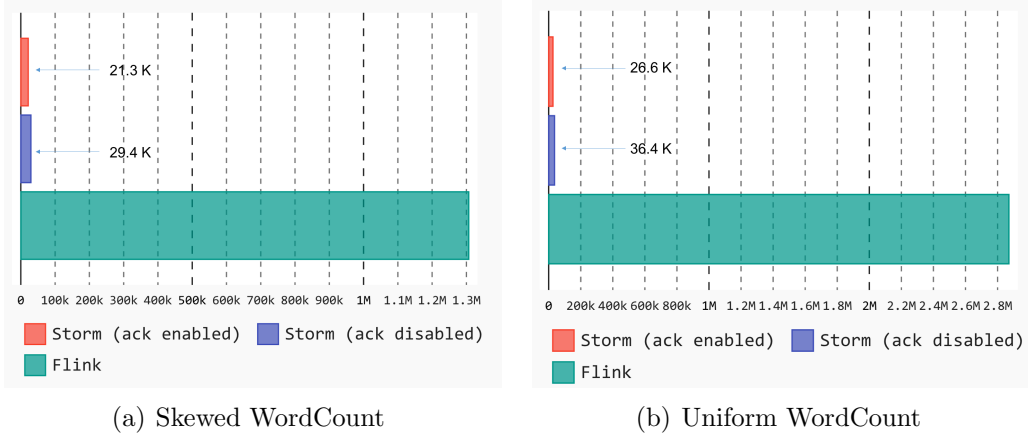 21.3 K
29.4 K
0 100k 200k 300k 400k 500k 600k 700k 800k 900k 1M 1.1M 1.2M 1.3M
Storm (ack enabled) Storm (ack disabled)
Flink
(a) Skewed WordCount
26.6 K
36.4 K
0 200k 400k 600k 800k 1M 1.2M 1.4M 1.6M 1.8M 2M 2.2M 2.4M 2.6M 2.8M
Storm (ack enabled) Storm (ack disabled)
Flink
(b) Uniform WordCount